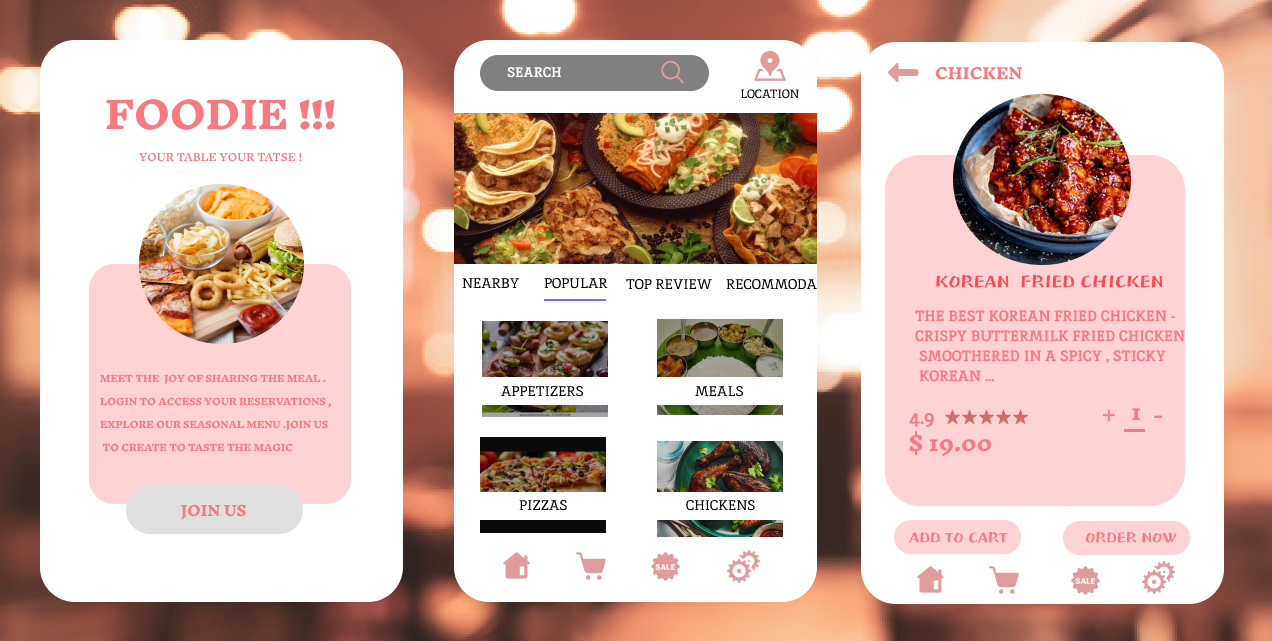 FOODIE !!!
YOUR TABLE YOUR TATSE !
MEET THE JOY OF SHARING THE MEAL .
LOGIN TO ACCESS YOUR RESERVATIONS ,
EXPLORE OUR SEASONAL MENU .JOIN US
TO CREATE TO TASTE THE MAGIC
JOIN US
SEARCH
LOCATION
NEARBY POPULAR TOP REVIEW RECOMMODA
APPETIZERS MEALS
PIZZAS CHICKENS
SALE
CHICKEN
KOREAN FRIED CHICKEN
THE BEST KOREAN FRIED CHICKEN -
CRISPY BUTTERMILK FRIED CHICKEN
SMOOTHERED IN A SPICY , STICKY
KOREAN ...
4.9 ★★★★★ + 1 -
$ 19.00
ADD TO CART ORDER NOW
SALE